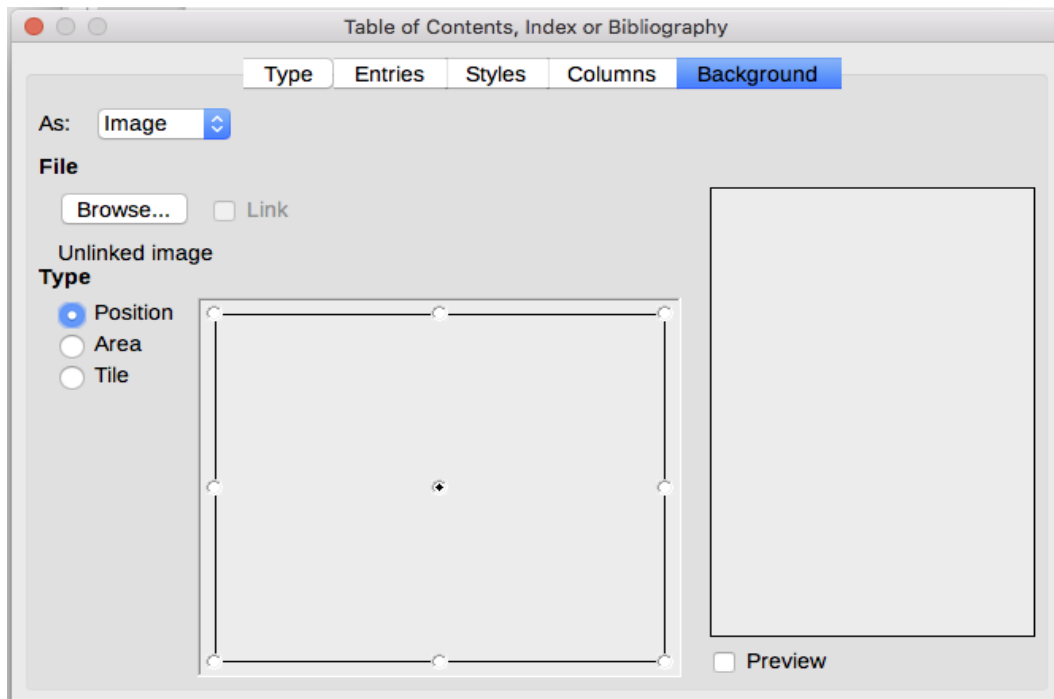 Table of Contents, Index or Bibliography
Type Entries Styles Columns Background
As: Image
File
Browse... Link
Unlinked image
Type
Position
Area
Tile
Preview